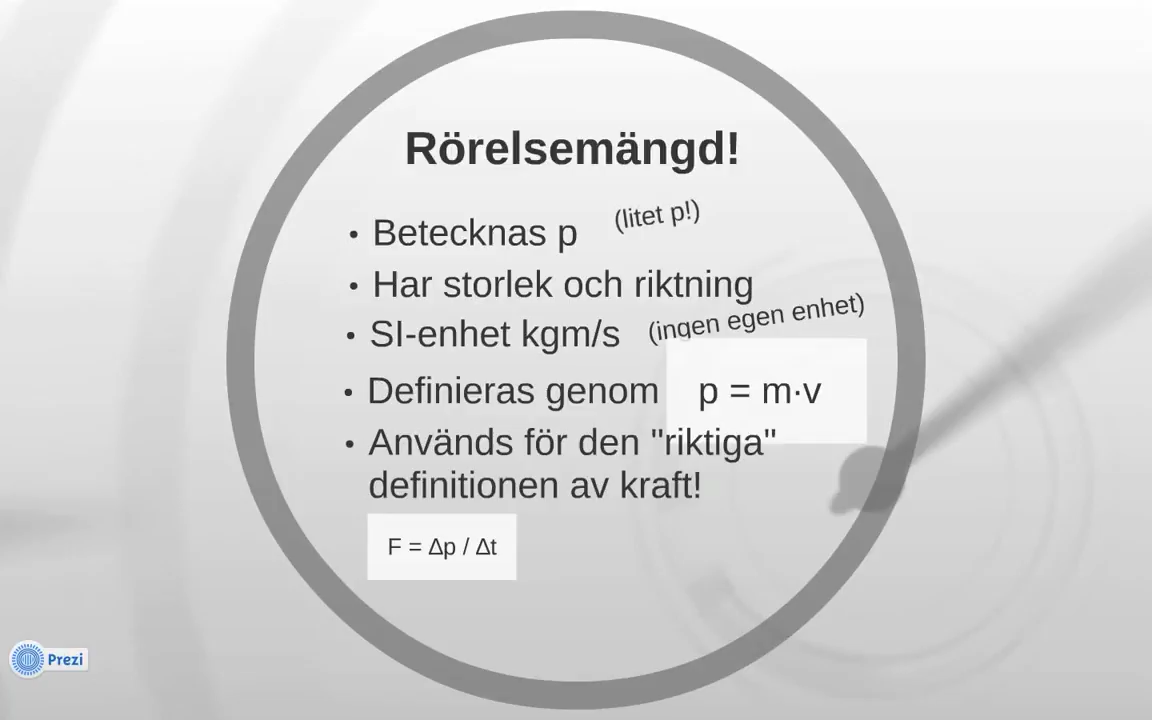 Rörelsemängd!
• Betecknas p (litet p!)
• Har storlek och riktning
• SI-enhet kgm/s (ingen egen enhet)
• Definieras genom p = m·v
• Används för den "riktiga"
definitionen av kraft!
F = Δp / Δt
Prezi